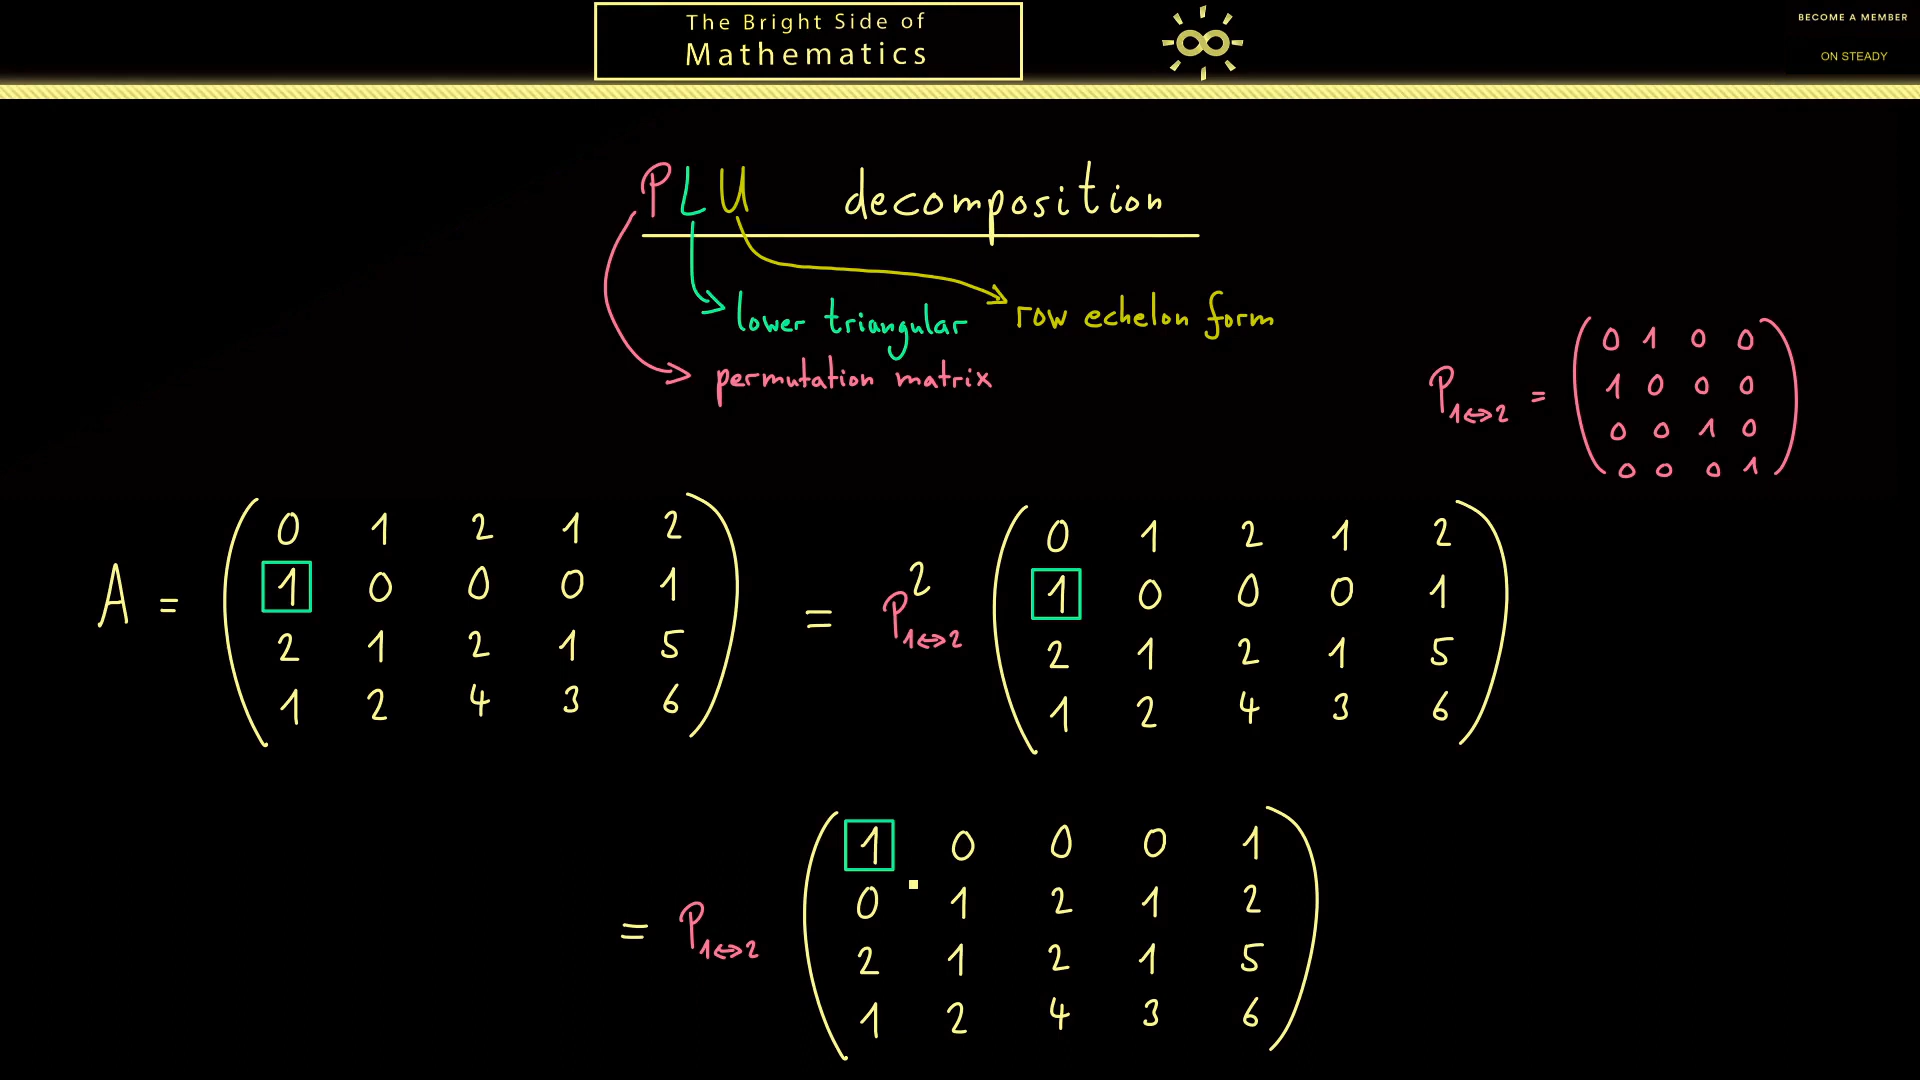 The Bright Side of
Mathematics
BECOME A MEMBER
ON STEADY
PLU decomposition
lower triangular
row echelon form
permutation matrix
P1↔2 =
0 1 0 0
1 0 0 0
0 0 1 0
0 0 0 1
A =
0 1 2 1 2
1 0 0 0 1
2 1 2 1 5
1 2 4 3 6
= P²1↔2
0 1 2 1 2
1 0 0 0 1
2 1 2 1 5
1 2 4 3 6
= P1↔2
1 0 0 0 1
0 1 2 1 2
2 1 2 1 5
1 2 4 3 6